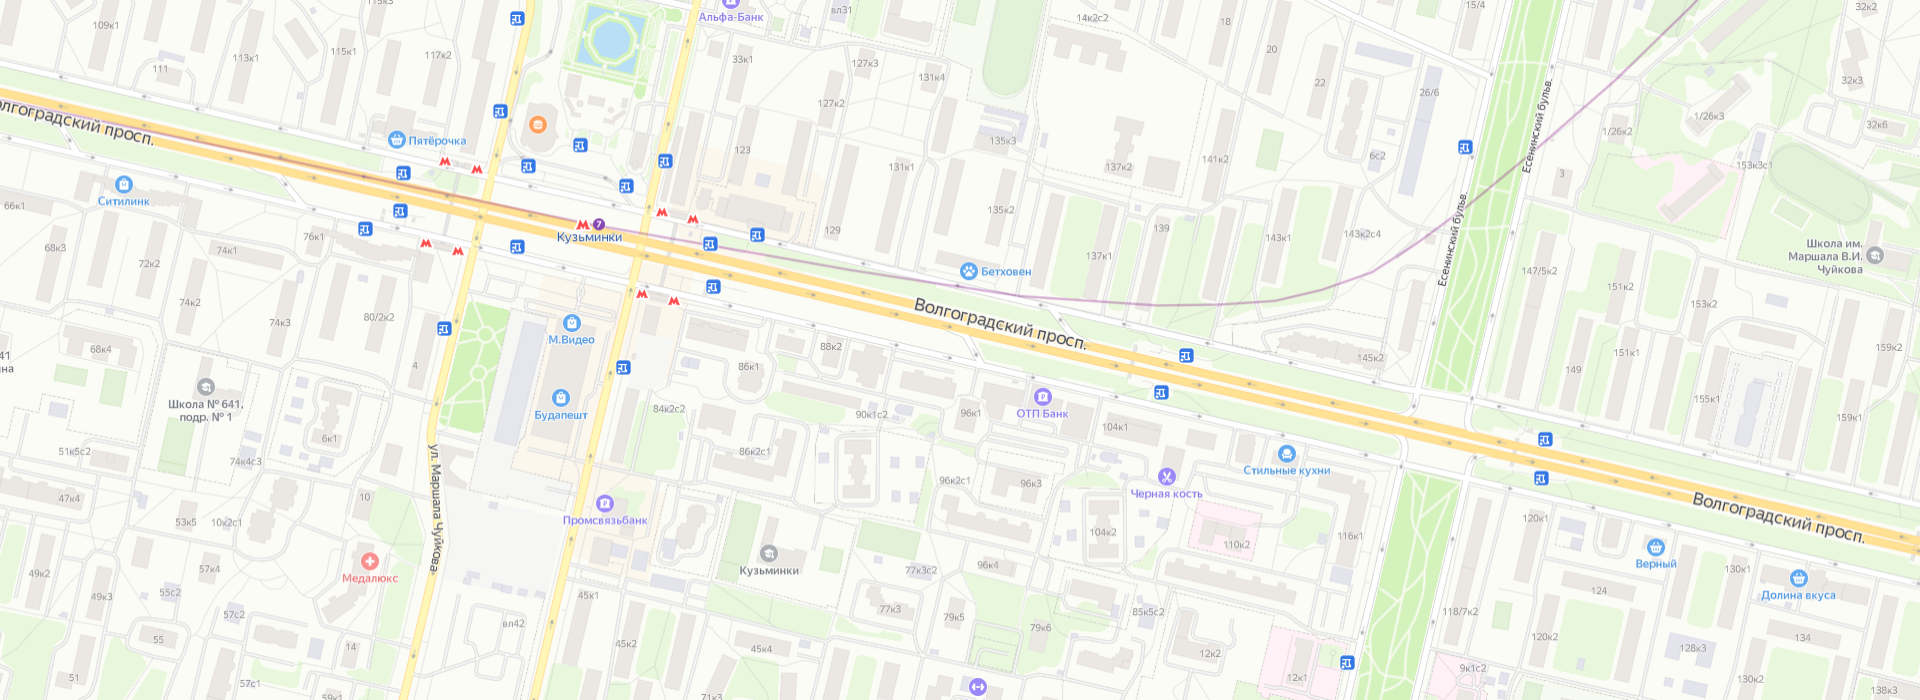 115к3
Альфа-Банк
вл31
14к2с2
15/4
32к2
109к1
117к2
115к1
113к1
111
33к1
127к3
131к4
18
20
22
26/6
32к3
127к2
1/26к2
1/26к3
32к6
Волгоградский просп.
Пятёрочка
123
131к1
135к3
137к2
141к2
6с2
3
153к3с1
Есенинский бульв.
Ситилинк
66к1
76к1
74к1
68к3
72к2
7
Кузьминки
129
135к2
139
143к1
143к2с4
137к1
Бетховен
Есенинский бульв.
Школа им.
Маршала В.И.
Чуйкова
147/5к2
151к2
153к2
74к2
74к3
80/2к2
М.Видео
Волгоградский просп.
88к2
86к1
145к2
151к1
149
159к2
41
68к4
4
Школа № 641,
подр. № 1
6к1
Будапешт
84к2с2
90к1с2
96к1
ОТП Банк
104к1
155к1
159к1
51к5с2
74к4с3
86к2с1
Стильные кухни
47к4
10
53к5
10к2с1
ул. Маршала Чуйкова
96к2с1
96к3
Черная кость
Промсвязьбанк
104к2
110к2
116к1
120к1
Волгоградский просп.
49к2
57к4
Медалюкс
Кузьминки
77к3с2
96к4
Верный
130к1
Долина вкуса
49к3
55с2
57с2
45к1
77к3
79к5
85к5с2
118/7к2
124
вл42
79к6
55
14
45к2
45к4
12к2
120к2
128к3
134
51
57с1
59к1
71к3
12к1
9к1с2
138к1